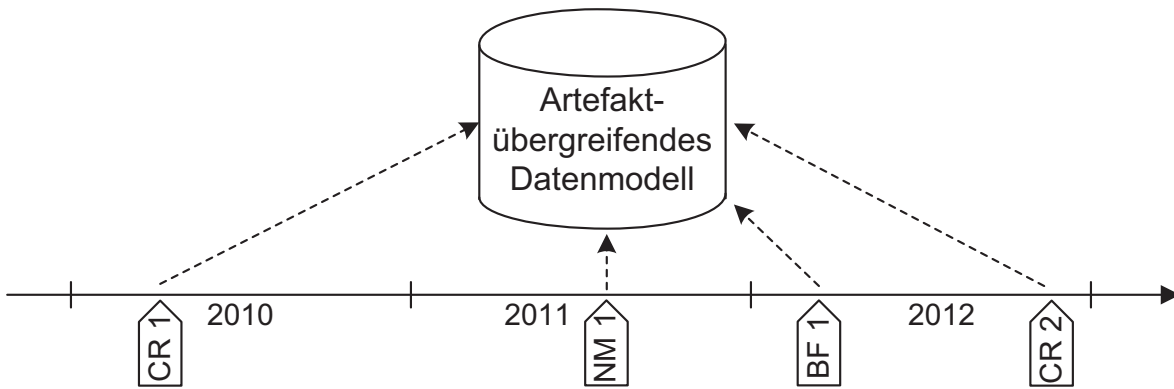 Artefakt-
übergreifendes
Datenmodell
2010
2011
2012
CR 1
NM 1
BF 1
CR 2